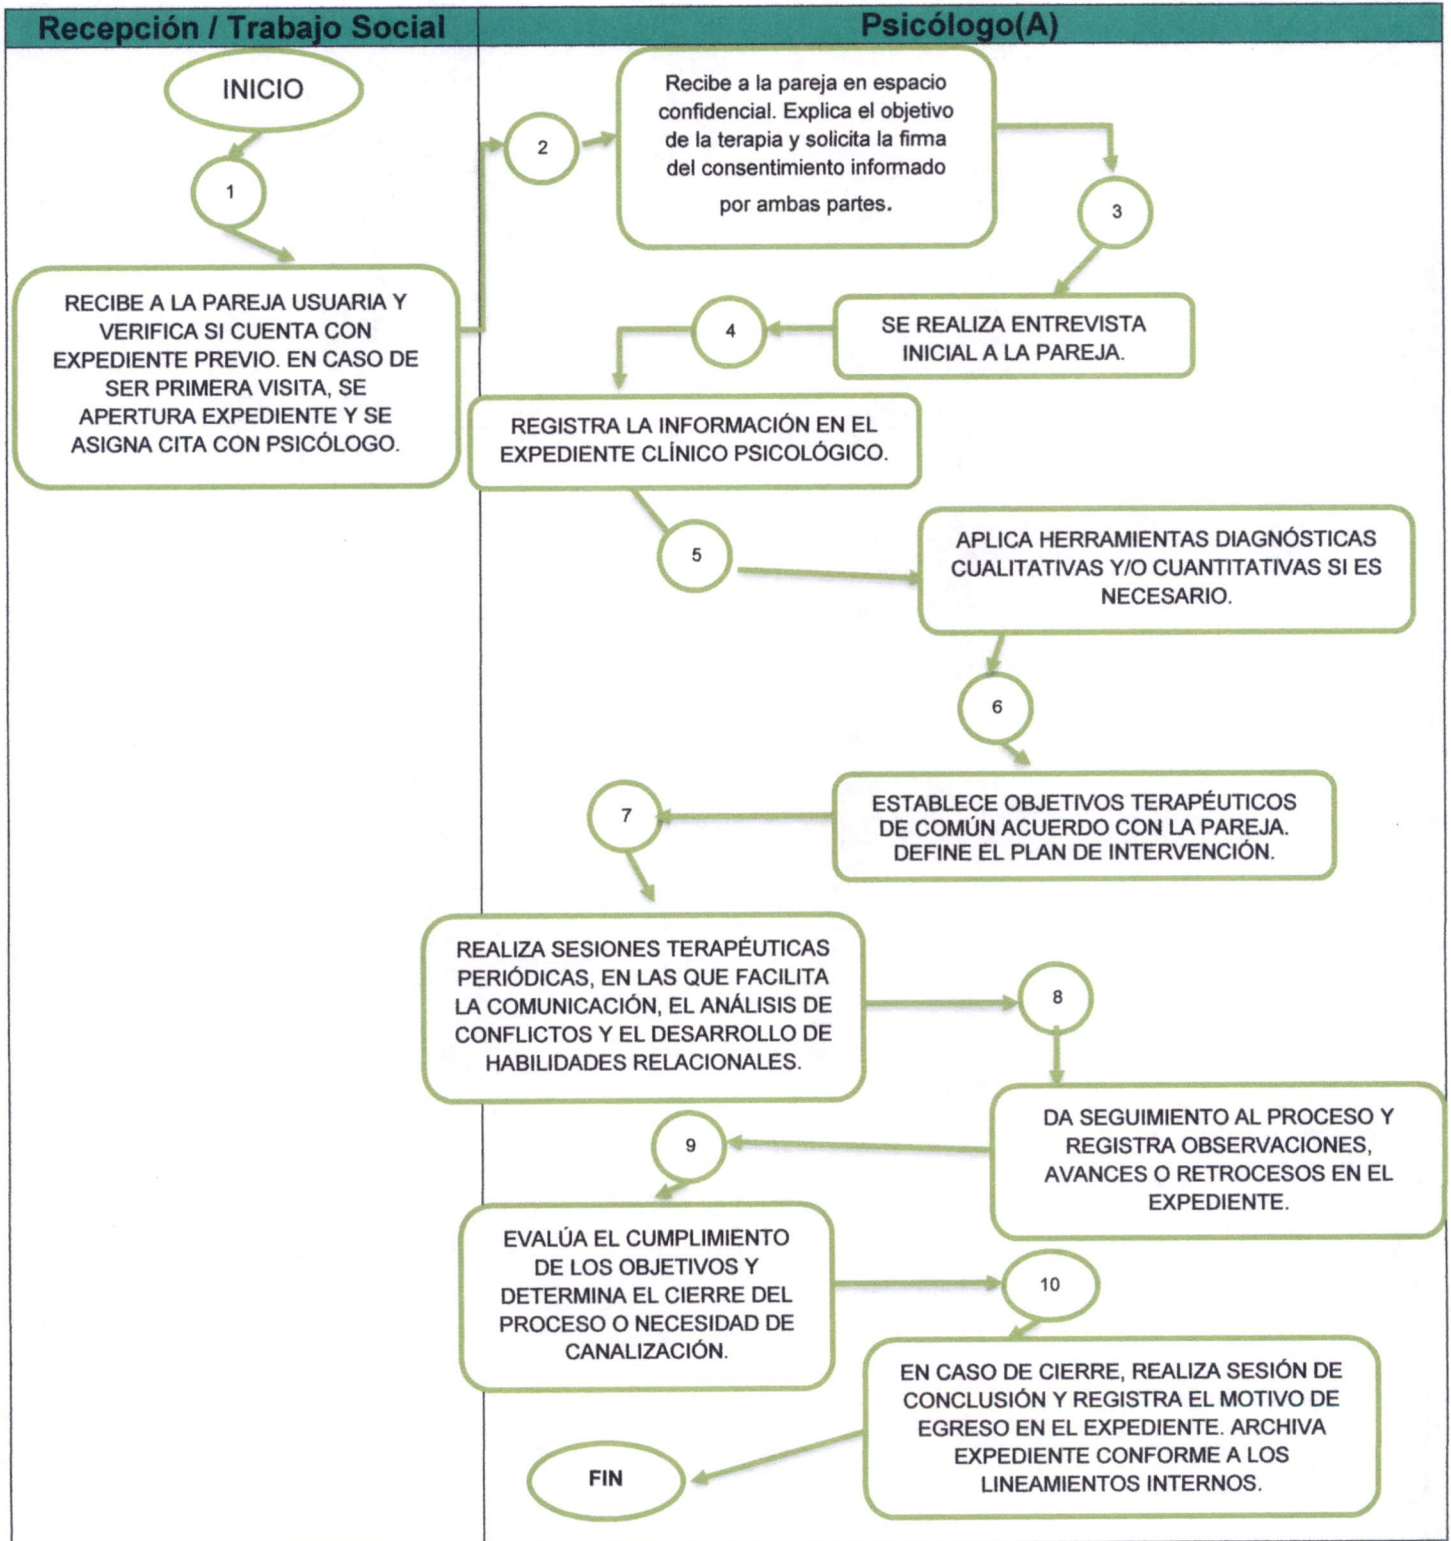 Recepción / Trabajo Social
Psicólogo(A)
INICIO
1
RECIBE A LA PAREJA USUARIA Y
VERIFICA SI CUENTA CON
EXPEDIENTE PREVIO. EN CASO DE
SER PRIMERA VISITA, SE
APERTURA EXPEDIENTE Y SE
ASIGNA CITA CON PSICÓLOGO.
2
Recibe a la pareja en espacio
confidencial. Explica el objetivo
de la terapia y solicita la firma
del consentimiento informado
por ambas partes.
3
SE REALIZA ENTREVISTA
INICIAL A LA PAREJA.
4
REGISTRA LA INFORMACIÓN EN EL
EXPEDIENTE CLÍNICO PSICOLÓGICO.
5
APLICA HERRAMIENTAS DIAGNÓSTICAS
CUALITATIVAS Y/O CUANTITATIVAS SI ES
NECESARIO.
6
ESTABLECE OBJETIVOS TERAPÉUTICOS
DE COMÚN ACUERDO CON LA PAREJA.
DEFINE EL PLAN DE INTERVENCIÓN.
7
REALIZA SESIONES TERAPÉUTICAS
PERIÓDICAS, EN LAS QUE FACILITA
LA COMUNICACIÓN, EL ANÁLISIS DE
CONFLICTOS Y EL DESARROLLO DE
HABILIDADES RELACIONALES.
8
DA SEGUIMIENTO AL PROCESO Y
REGISTRA OBSERVACIONES,
AVANCES O RETROCESOS EN EL
EXPEDIENTE.
9
EVALÚA EL CUMPLIMIENTO
DE LOS OBJETIVOS Y
DETERMINA EL CIERRE DEL
PROCESO O NECESIDAD DE
CANALIZACIÓN.
10
EN CASO DE CIERRE, REALIZA SESIÓN DE
CONCLUSIÓN Y REGISTRA EL MOTIVO DE
EGRESO EN EL EXPEDIENTE. ARCHIVA
EXPEDIENTE CONFORME A LOS
LINEAMIENTOS INTERNOS.
FIN